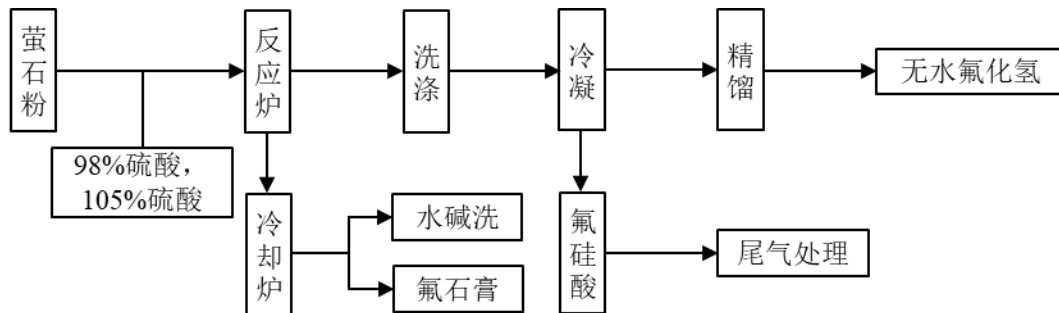 萤石粉
反应炉
洗涤
冷凝
精馏
无水氟化氢
98%硫酸，
105%硫酸
冷却炉
水碱洗
氟石膏
氟硅酸
尾气处理